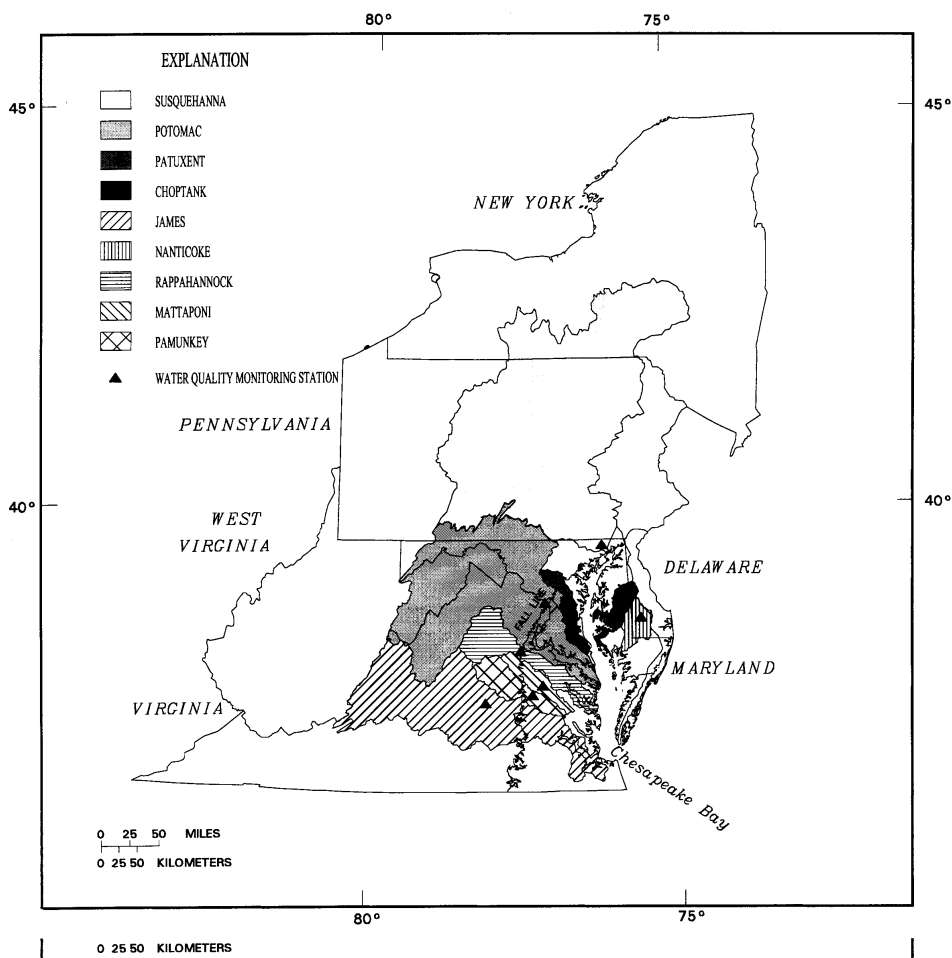 80° 75°
EXPLANATION
45° 45°
SUSQUEHANNA
POTOMAC
PATUXENT
CHOPTANK
JAMES
NANTICOKE
RAPPAHANNOCK
MATTAPONI
PAMUNKEY
WATER QUALITY MONITORING STATION
NEW YORK
PENNSYLVANIA
40° 40°
WEST
VIRGINIA
DELAWARE
FALL LINE
MARYLAND
VIRGINIA
Chesapeake Bay
0 25 50 MILES
0 25 50 KILOMETERS
80° 75°
0 25 50 KILOMETERS